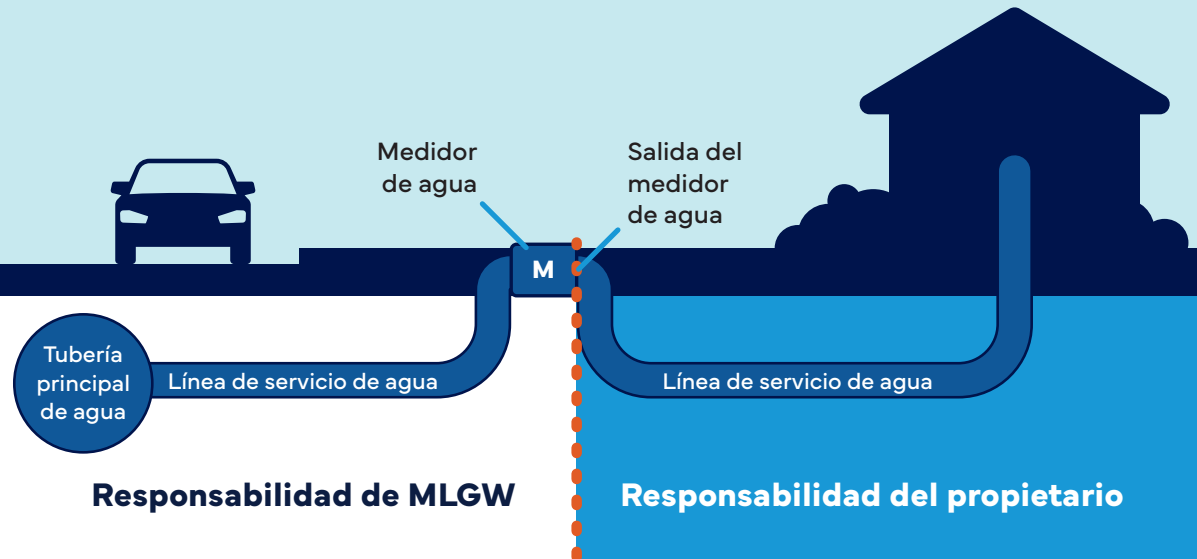 Medidor
de agua
Salida del
medidor
de agua
M
Tubería
principal
de agua
Línea de servicio de agua
Línea de servicio de agua
Responsabilidad de MLGW
Responsabilidad del propietario